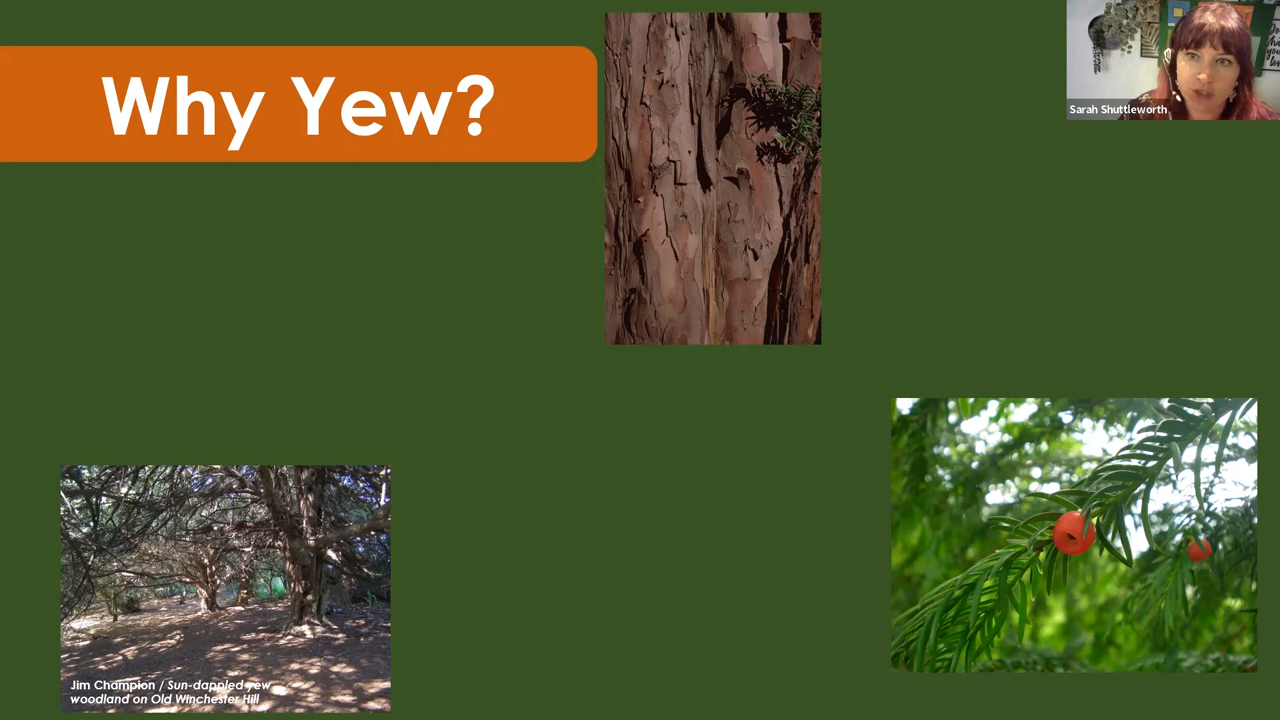 Why Yew?
Sarah Shuttleworth
Jim Champion / Sun-dappled yew
woodland on Old Winchester Hill